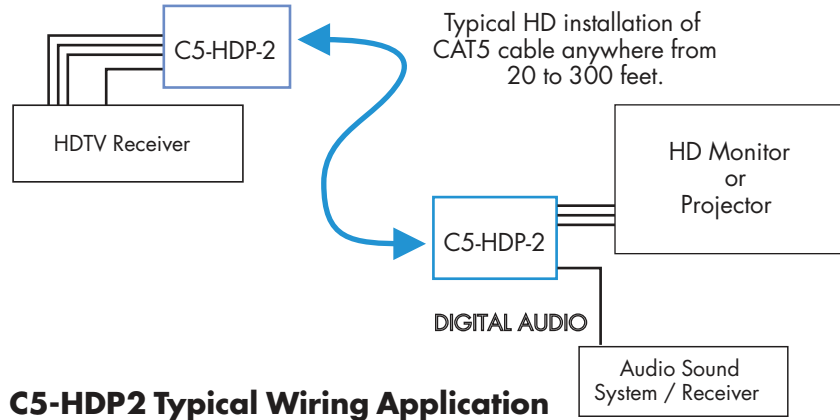 C5-HDP-2
Typical HD installation of
CAT5 cable anywhere from
20 to 300 feet.
HDTV Receiver
HD Monitor
or
Projector
C5-HDP-2
DIGITAL AUDIO
Audio Sound
System / Receiver
C5-HDP2 Typical Wiring Application